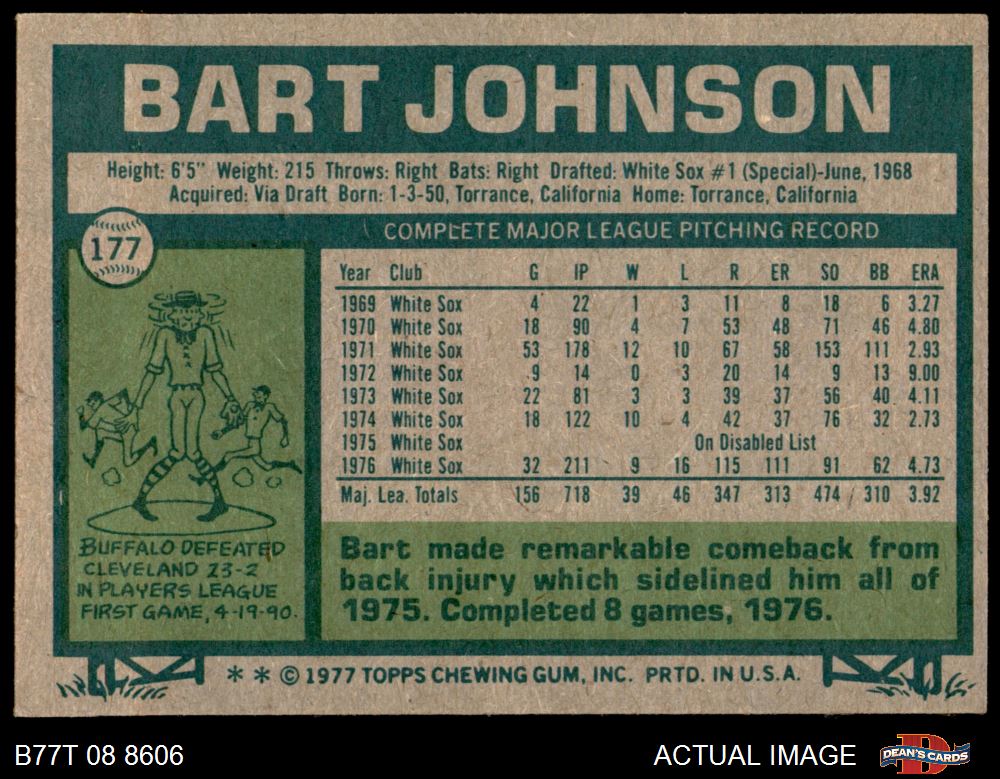 BART JOHNSON
Height: 6'5" Weight: 215 Throws: Right Bats: Right Drafted: White Sox #1 (Special)-June, 1968
Acquired: Via Draft Born: 1-3-50, Torrance, California Home: Torrance, California
177
COMPLETE MAJOR LEAGUE PITCHING RECORD
Year Club G IP W L R ER SO BB ERA
1969 White Sox 4 22 1 3 11 8 18 6 3.27
1970 White Sox 18 90 4 7 53 48 71 46 4.80
1971 White Sox 53 178 12 10 67 58 153 111 2.93
1972 White Sox 9 14 0 3 20 14 9 13 9.00
1973 White Sox 22 81 3 3 39 37 56 40 4.11
1974 White Sox 18 122 10 4 42 37 76 32 2.73
1975 White Sox On Disabled List
1976 White Sox 32 211 9 16 115 111 91 62 4.73
Maj. Lea. Totals 156 718 39 46 347 313 474 310 3.92
BUFFALO DEFEATED
CLEVELAND 23-2
IN PLAYERS LEAGUE
FIRST GAME, 4-19-90.
Bart made remarkable comeback from
back injury which sidelined him all of
1975. Completed 8 games, 1976.
* * © 1977 TOPPS CHEWING GUM, INC. PRTD. IN U.S.A.
B77T 08 8606
ACTUAL IMAGE
DEAN'S CARDS